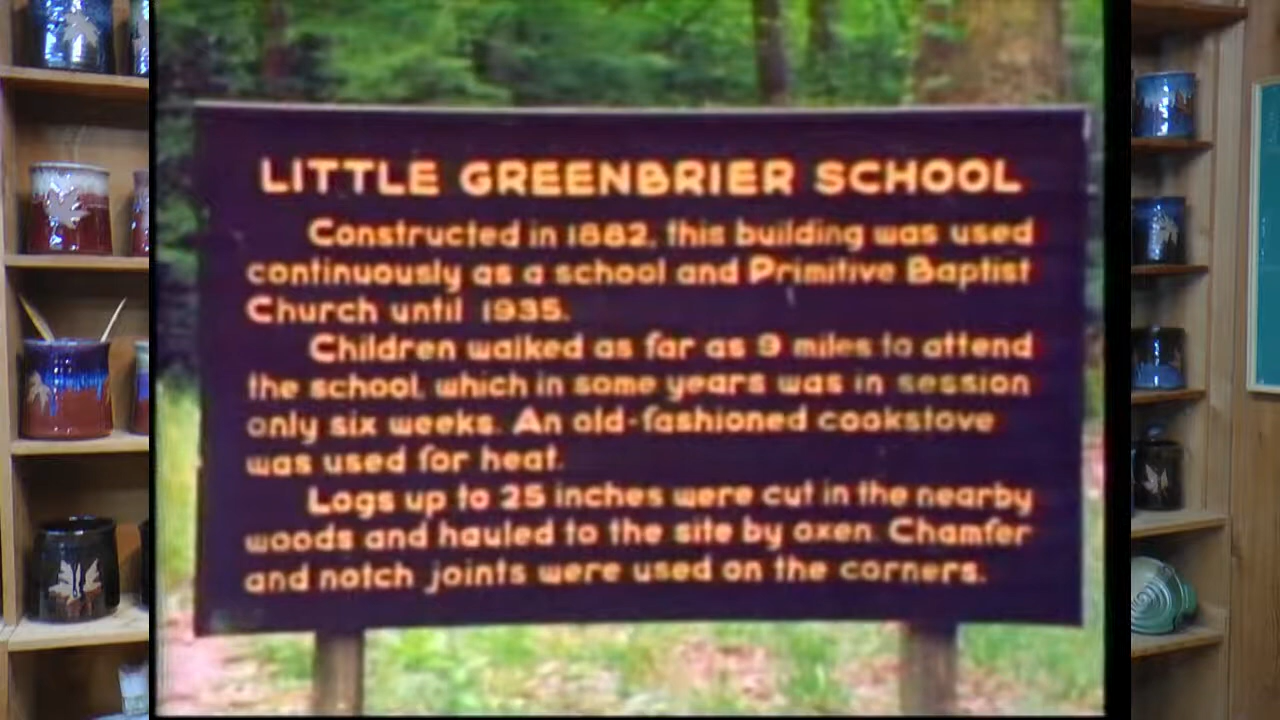 LITTLE GREENBRIER SCHOOL
Constructed in 1882, this building was used
continuously as a school and Primitive Baptist
Church until 1935.
Children walked as far as 9 miles to attend
the school, which in some years was in session
only six weeks. An old-fashioned cookstove
was used for heat.
Logs up to 25 inches were cut in the nearby
woods and hauled to the site by oxen. Chamfer
and notch joints were used on the corners.